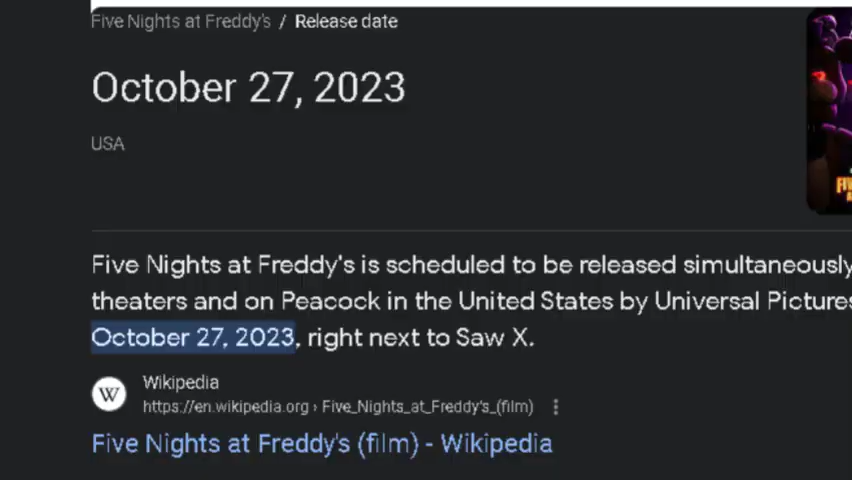 Five Nights at Freddy's / Release date
October 27, 2023
USA
Five Nights at Freddy's is scheduled to be released simultaneously
theaters and on Peacock in the United States by Universal Pictures
October 27, 2023, right next to Saw X.
W
Wikipedia
https://en.wikipedia.org › Five_Nights_at_Freddy's_(film)
Five Nights at Freddy's (film) - Wikipedia